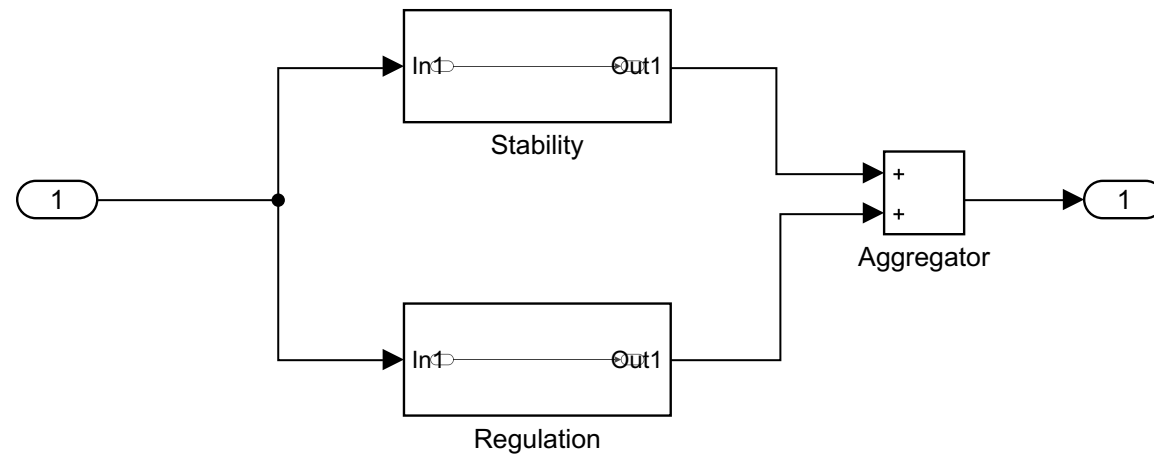 In1 Out1
Stability
1
+
+
1
Aggregator
In1 Out1
Regulation